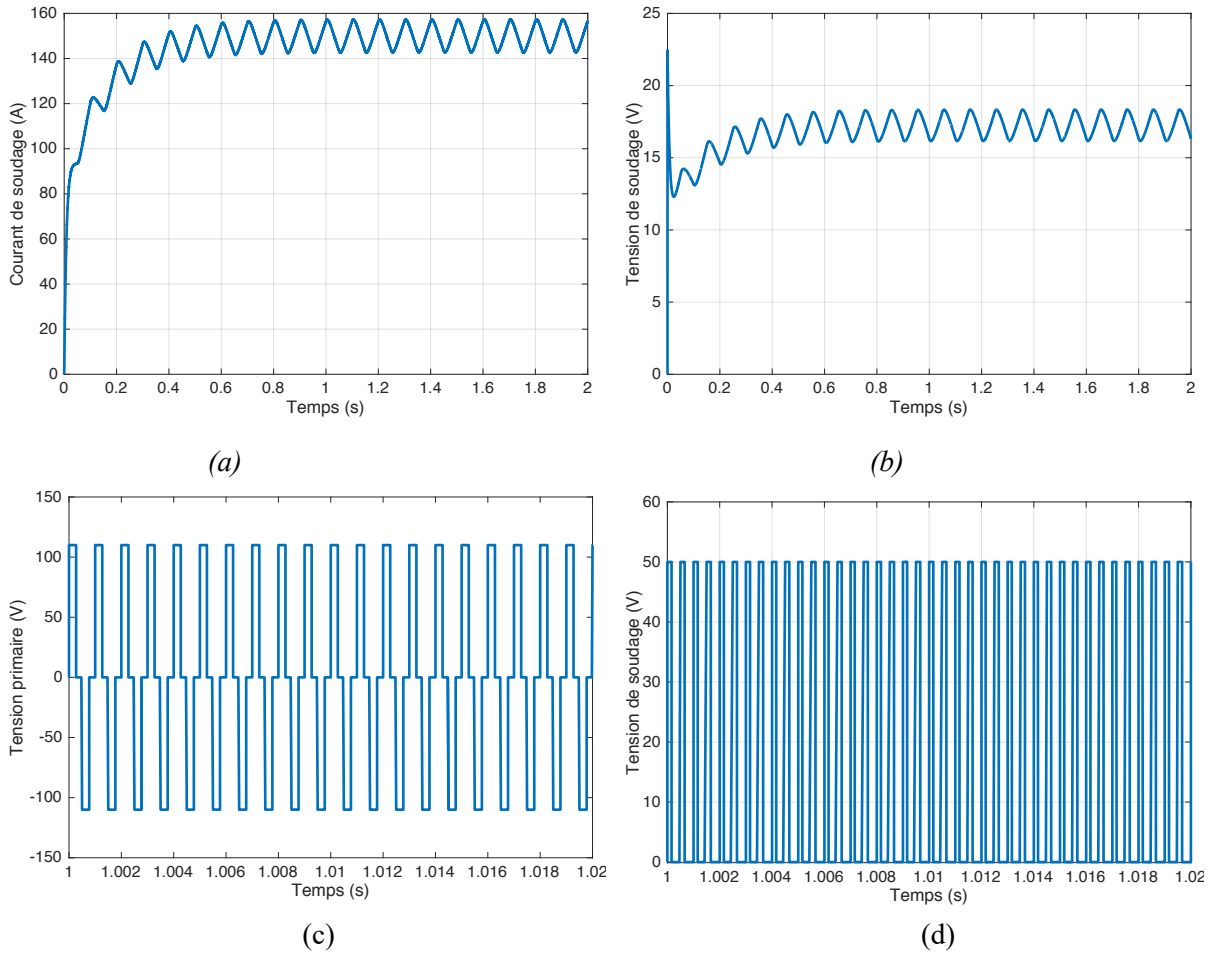 160
140
120
100
80
60
40
20
0
Courant de soudage (A)
0 0.2 0.4 0.6 0.8 1 1.2 1.4 1.6 1.8 2
Temps (s)
(a)
25
20
15
10
5
0
Tension de soudage (V)
0 0.2 0.4 0.6 0.8 1 1.2 1.4 1.6 1.8 2
Temps (s)
(b)
150
100
50
0
-50
-100
-150
Tension primaire (V)
1 1.002 1.004 1.006 1.008 1.01 1.012 1.014 1.016 1.018 1.02
Temps (s)
(c)
60
50
40
30
20
10
0
Tension de soudage (V)
1 1.002 1.004 1.006 1.008 1.01 1.012 1.014 1.016 1.018 1.02
Temps (s)
(d)